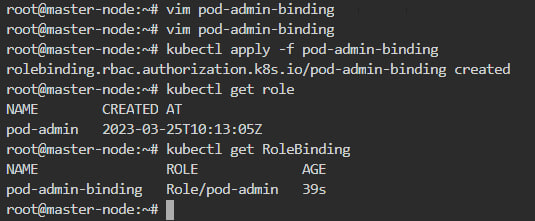 root@master-node:~# vim pod-admin-binding
root@master-node:~# vim pod-admin-binding
root@master-node:~# kubectl apply -f pod-admin-binding
rolebinding.rbac.authorization.k8s.io/pod-admin-binding created
root@master-node:~# kubectl get role
NAME        CREATED AT
pod-admin   2023-03-25T10:13:05Z
root@master-node:~# kubectl get RoleBinding
NAME                ROLE             AGE
pod-admin-binding   Role/pod-admin   39s
root@master-node:~#